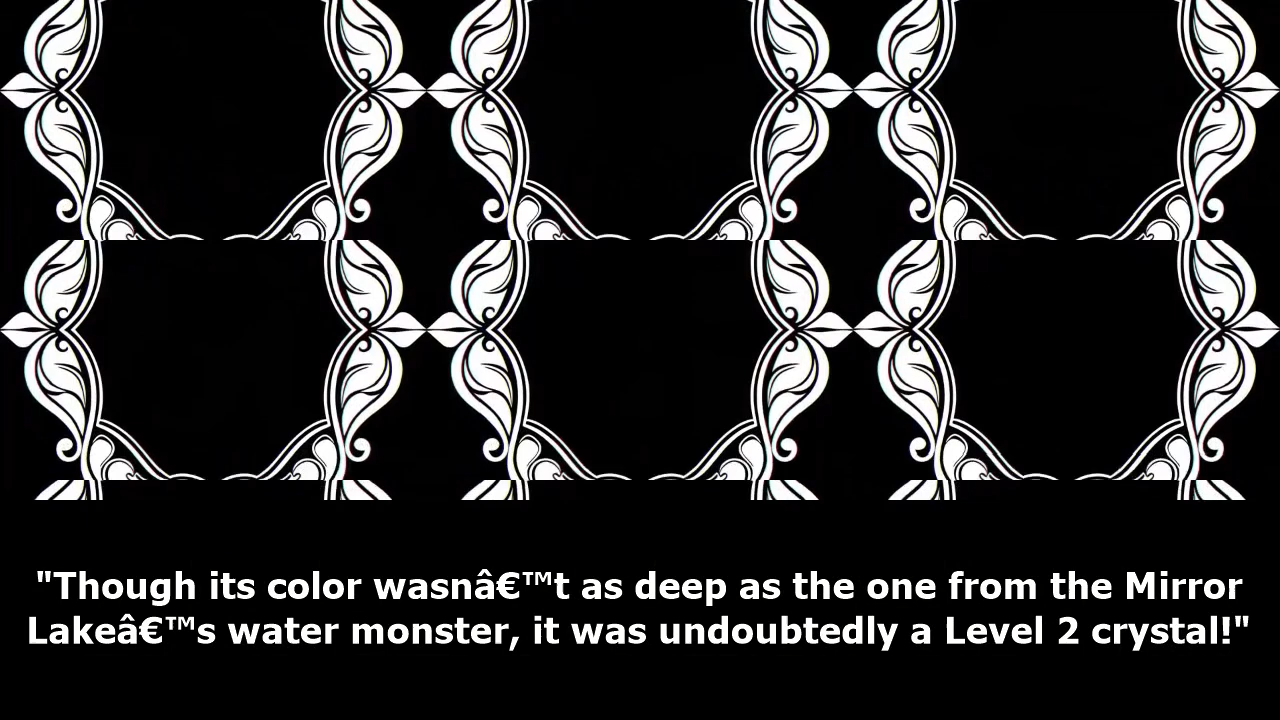 "Though its color wasnâ€™t as deep as the one from the Mirror
Lakeâ€™s water monster, it was undoubtedly a Level 2 crystal!"